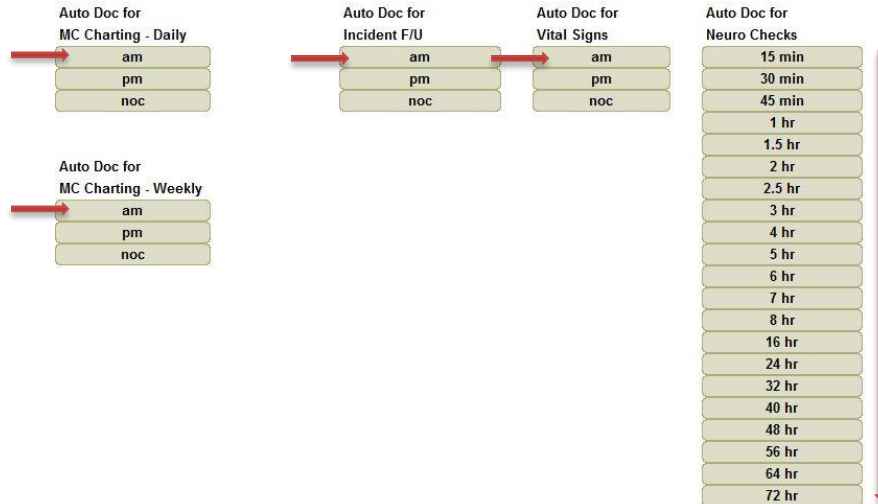 Auto Doc for
MC Charting - Daily
am
pm
noc
Auto Doc for
MC Charting - Weekly
am
pm
noc
Auto Doc for
Incident F/U
am
pm
noc
Auto Doc for
Vital Signs
am
pm
noc
Auto Doc for
Neuro Checks
15 min
30 min
45 min
1 hr
1.5 hr
2 hr
2.5 hr
3 hr
4 hr
5 hr
6 hr
7 hr
8 hr
16 hr
24 hr
32 hr
40 hr
48 hr
56 hr
64 hr
72 hr